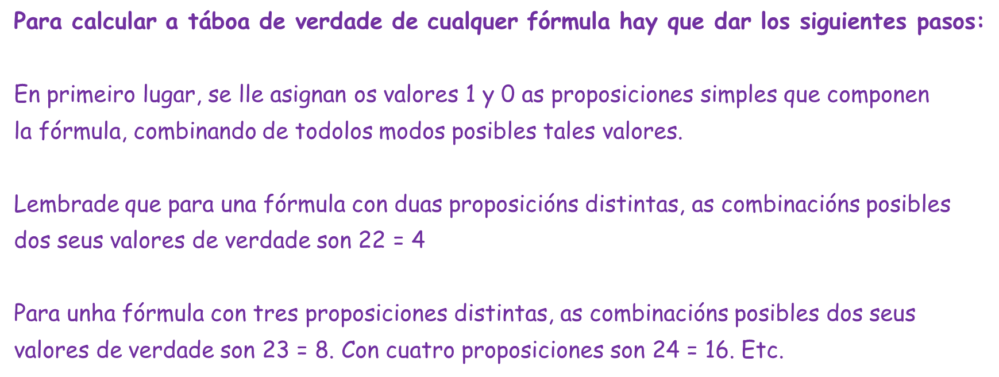 Para calcular a táboa de verdade de cualquer fórmula hay que dar los siguientes pasos:
En primeiro lugar, se lle asignan os valores 1 y 0 as proposiciones simples que componen
la fórmula, combinando de todolos modos posibles tales valores.
Lembrade que para una fórmula con duas proposicións distintas, as combinacións posibles
dos seus valores de verdade son 22 = 4
Para unha fórmula con tres proposiciones distintas, as combinacións posibles dos seus
valores de verdade son 23 = 8. Con cuatro proposiciones son 24 = 16. Etc.